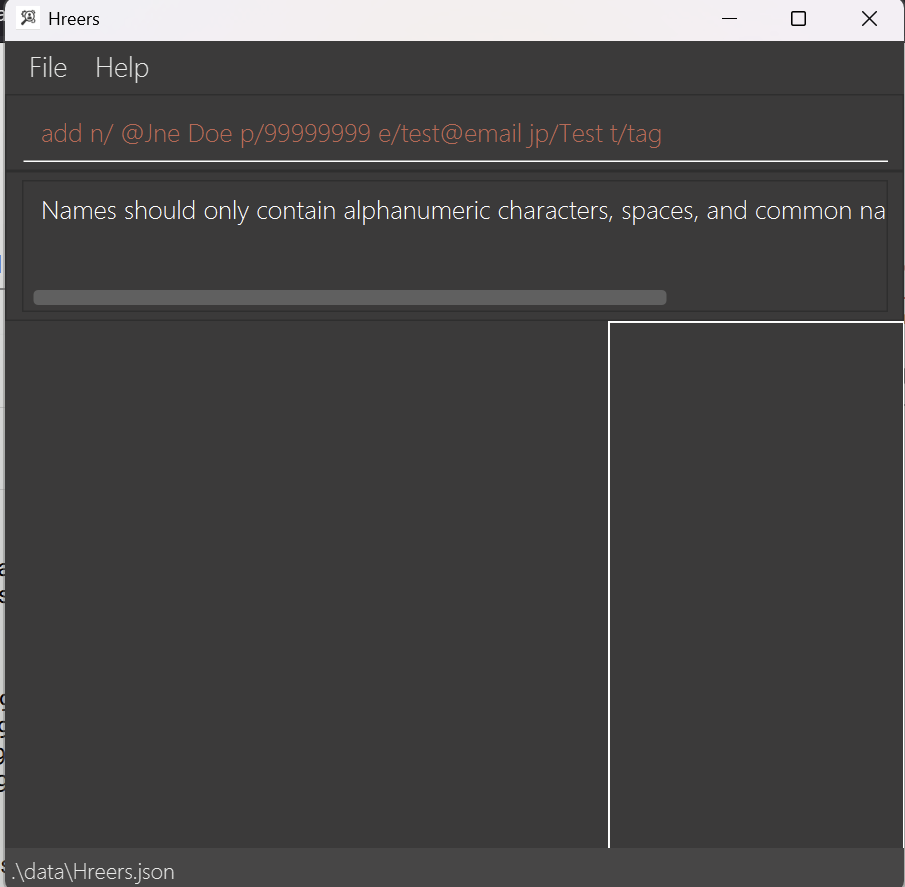 Hreers
File Help
add n/ @Jne Doe p/99999999 e/test@email jp/Test t/tag
Names should only contain alphanumeric characters, spaces, and common na
.\data\Hreers.json